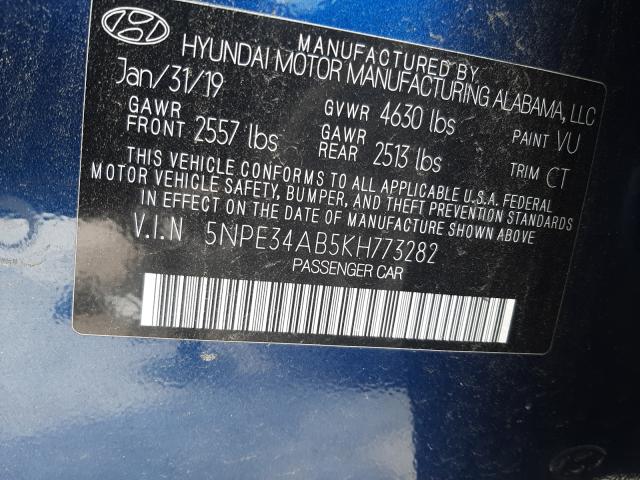 MANUFACTURED BY
HYUNDAI MOTOR MANUFACTURING ALABAMA, LLC
Jan/31/19
GAWR FRONT 2557 lbs
GVWR 4630 lbs
GAWR REAR 2513 lbs
PAINT VU
TRIM CT
THIS VEHICLE CONFORMS TO ALL APPLICABLE U.S.A. FEDERAL
MOTOR VEHICLE SAFETY, BUMPER, AND THEFT PREVENTION STANDARDS
IN EFFECT ON THE DATE OF MANUFACTURE SHOWN ABOVE.
V.I.N 5NPE34AB5KH773282
PASSENGER CAR